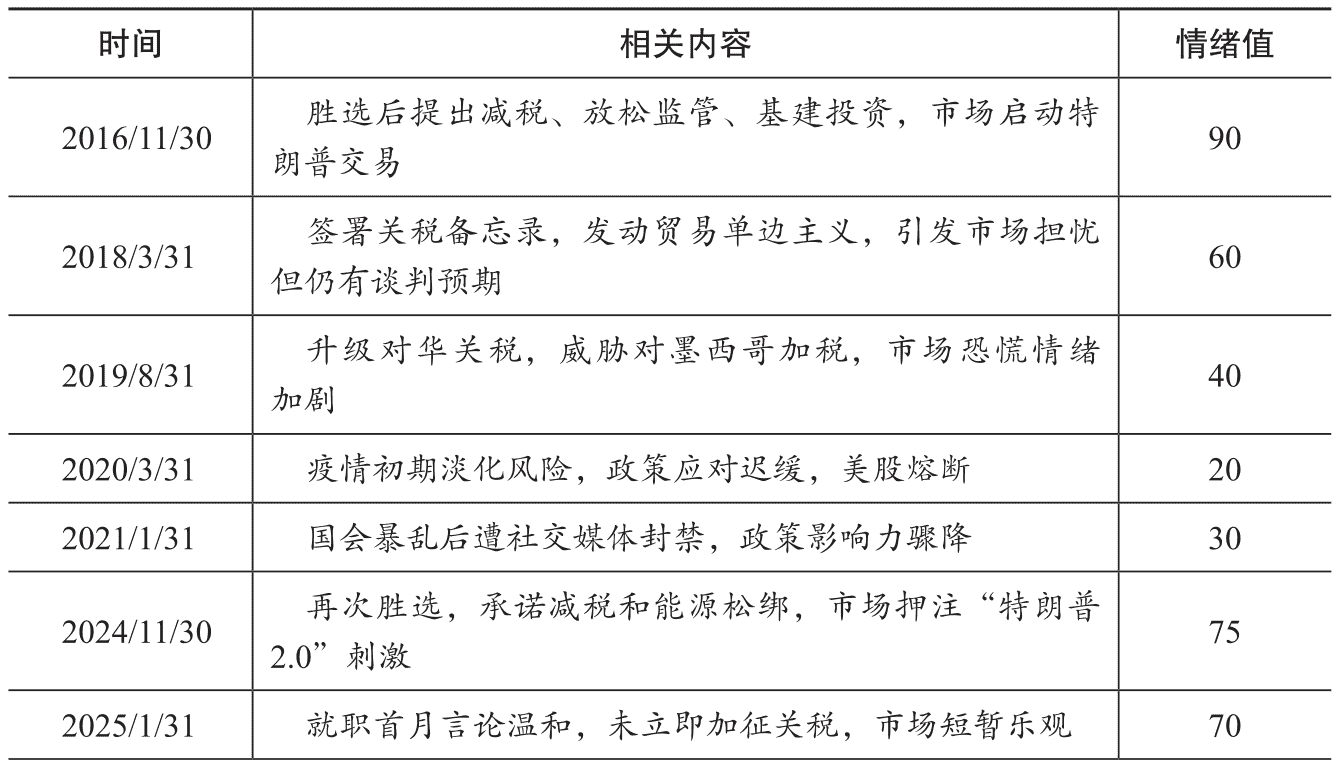 时间 相关内容 情绪值
胜选后提出减税、放松监管、基建投资，市场启动特
2016/11/30 90
朗普交易
签署关税备忘录，发动贸易单边主义，引发市场担忧
2018/3/31 60
但仍有谈判预期
升级对华关税，威胁对墨西哥加税，市场恐慌情绪
2019/8/31 40
加剧
2020/3/31 疫情初期淡化风险，政策应对迟缓，美股熔断 20
2021/1/31 国会暴乱后遭社交媒体封禁，政策影响力骤降 30
再次胜选，承诺减税和能源松绑，市场押注“特朗普
2024/11/30 75
2.0”刺激
2025/1/31 就职首月言论温和，未立即加征关税，市场短暂乐观 70